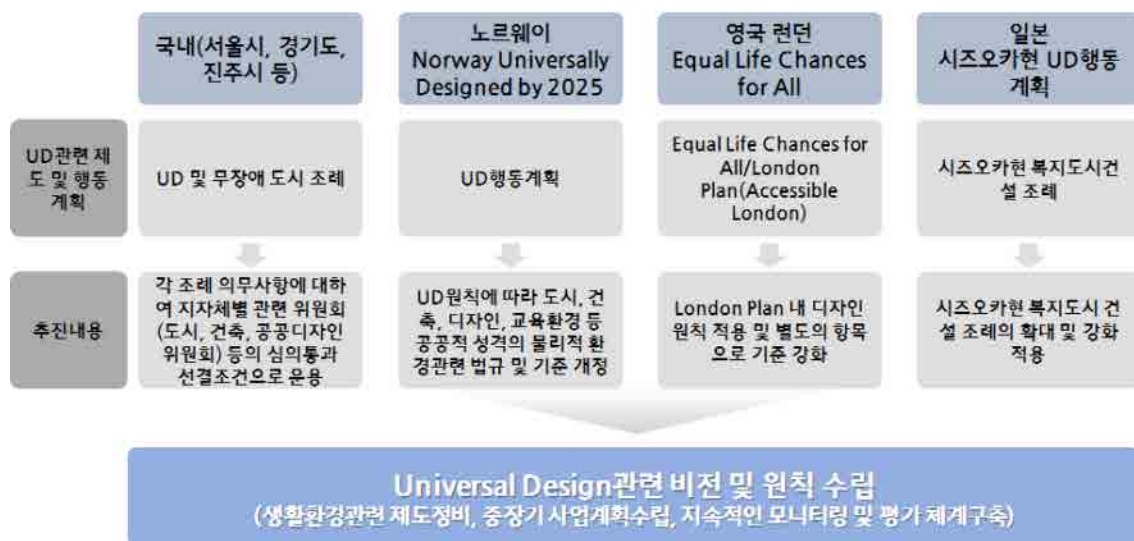 국내(서울시, 경기도,
진주시 등)
노르웨이
Norway Universally
Designed by 2025
영국 런던
Equal Life Chances
for All
일본
시즈오카현 UD행동
계획
UD관련 제
도 및 행동
계획
UD 및 무장애 도시 조례
UD행동계획
Equal Life Chances for
All/London
Plan(Accessible
London)
시즈오카현 복지도시건
설 조례
추진내용
각 조례 의무사항에 대하
여 지자체별 관련 위원회
(도시, 건축, 공공디자인
위원회) 등의 심의통과
선결조건으로 운용
UD원칙에 따라 도시, 건
축, 디자인, 교육환경 등
공공적 성격의 물리적 환
경관련 법규 및 기준 개정
London Plan 내 디자인
원칙 적용 및 별도의 항목
으로 기준 강화
시즈오카현 복지도시 건
설 조례의 확대 및 강화
적용
Universal Design관련 비전 및 원칙 수립
(생활환경관련 제도정비, 중장기 사업계획수립, 지속적인 모니터링 및 평가 체계구축)